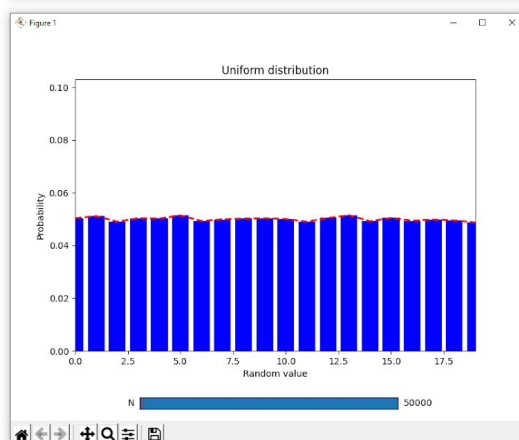 Figure 1
Uniform distribution
0.10
0.08
0.06
0.04
0.02
0.00
Probability
0.0 2.5 5.0 7.5 10.0 12.5 15.0 17.5
Random value
N 50000